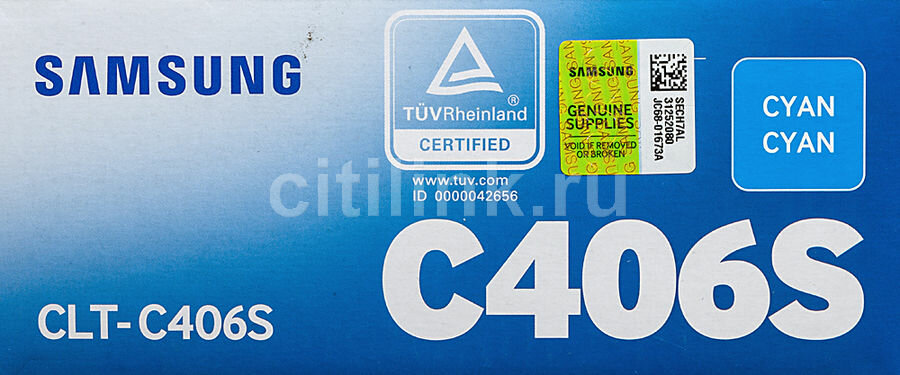 SAMSUNG
TÜVRheinland®
CERTIFIED
www.tuv.com
ID 0000042656
SAMSUNG
GENUINE
SUPPLIES
VOID IF REMOVED
OR BROKEN
SECH7AL
31252080
JC68-01673A
CYAN
CYAN
citilink.ru
C406S
CLT-C406S